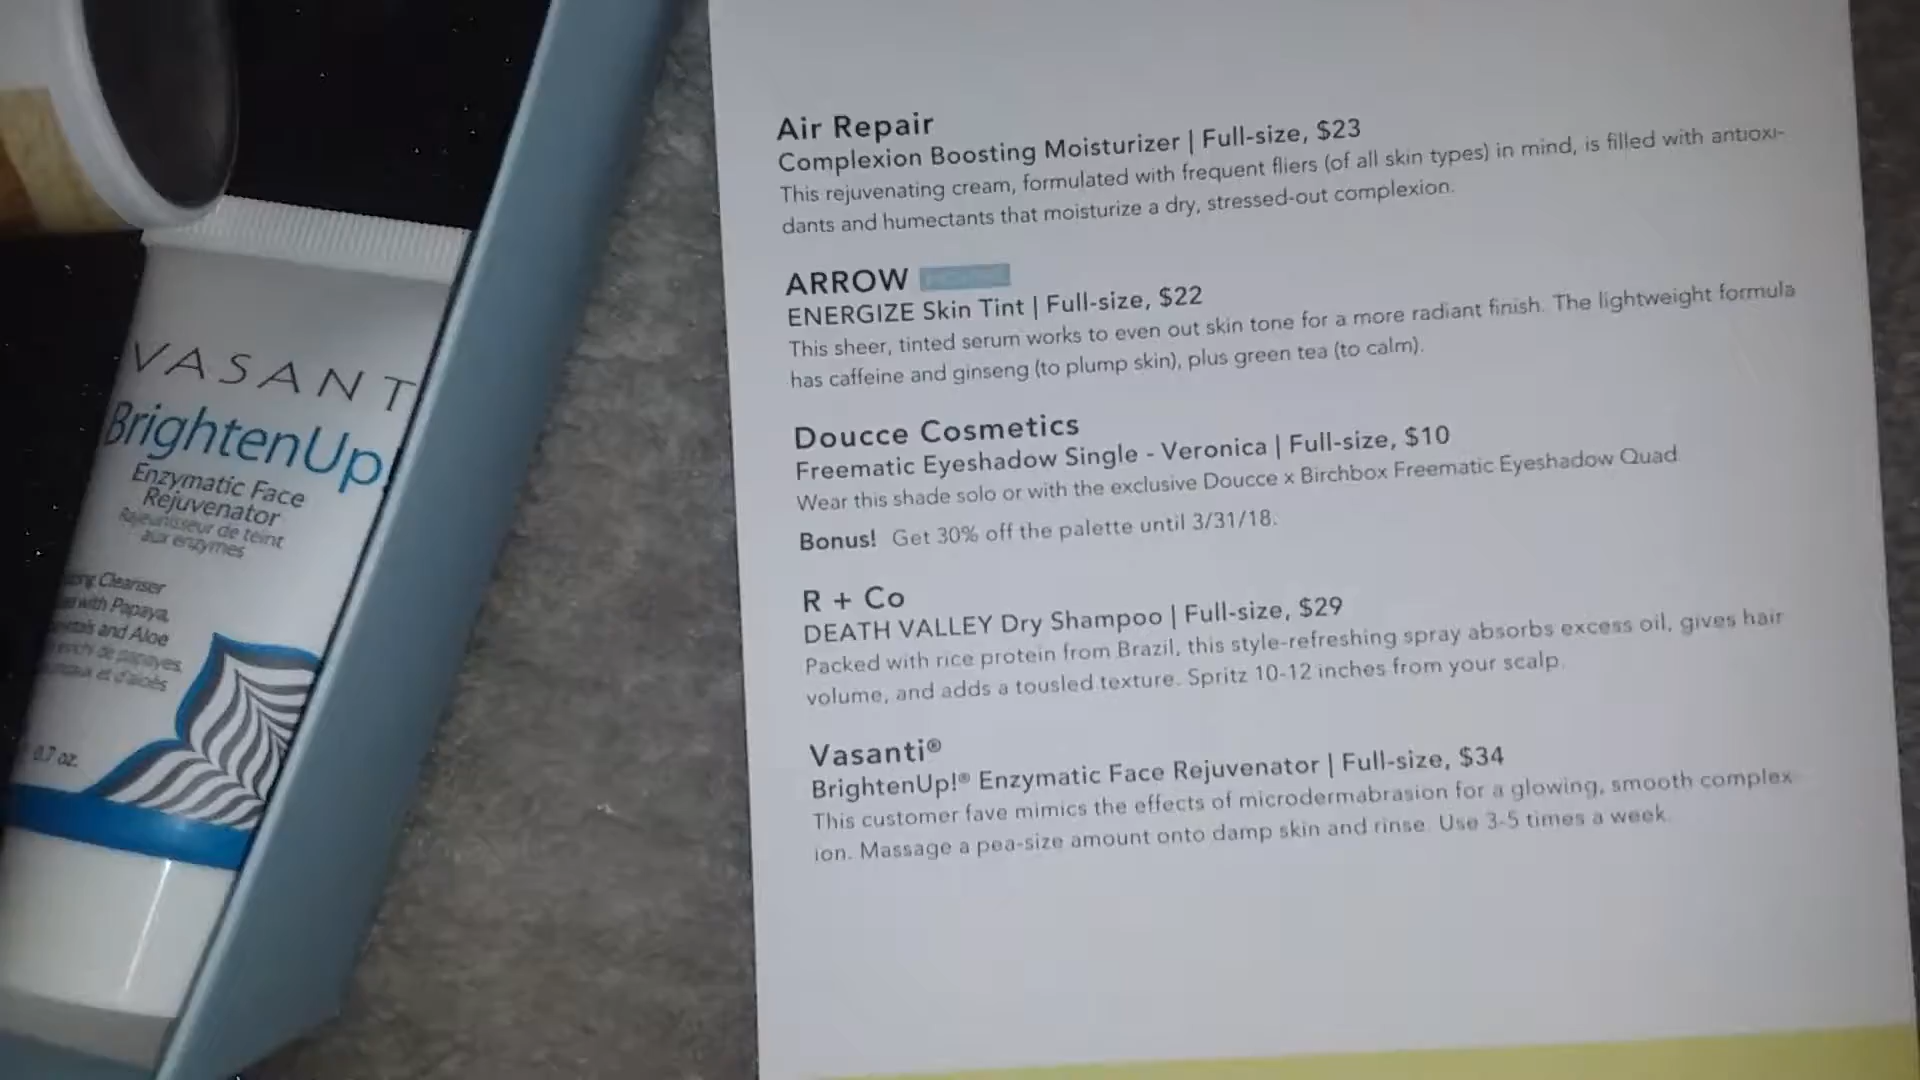 VASANT
BrightenUp!
Enzymatic Face
Rejuvenator
Rajeunisseur de teint
aux enzymes
Cleanser
with Papaya,
and Aloe
de papayes,
et d'aloès
0.7 oz.
Air Repair
Complexion Boosting Moisturizer | Full-size, $23
This rejuvenating cream, formulated with frequent fliers (of all skin types) in mind, is filled with antioxi-
dants and humectants that moisturize a dry, stressed-out complexion.
ARROW
ENERGIZE Skin Tint | Full-size, $22
This sheer, tinted serum works to even out skin tone for a more radiant finish. The lightweight formula
has caffeine and ginseng (to plump skin), plus green tea (to calm).
Doucce Cosmetics
Freematic Eyeshadow Single - Veronica | Full-size, $10
Wear this shade solo or with the exclusive Doucce x Birchbox Freematic Eyeshadow Quad
Bonus! Get 30% off the palette until 3/31/18.
R + Co
DEATH VALLEY Dry Shampoo | Full-size, $29
Packed with rice protein from Brazil, this style-refreshing spray absorbs excess oil, gives hair
volume, and adds a tousled texture. Spritz 10-12 inches from your scalp.
Vasanti®
BrightenUp!® Enzymatic Face Rejuvenator | Full-size, $34
This customer fave mimics the effects of microdermabrasion for a glowing, smooth complex
ion. Massage a pea-size amount onto damp skin and rinse. Use 3-5 times a week.